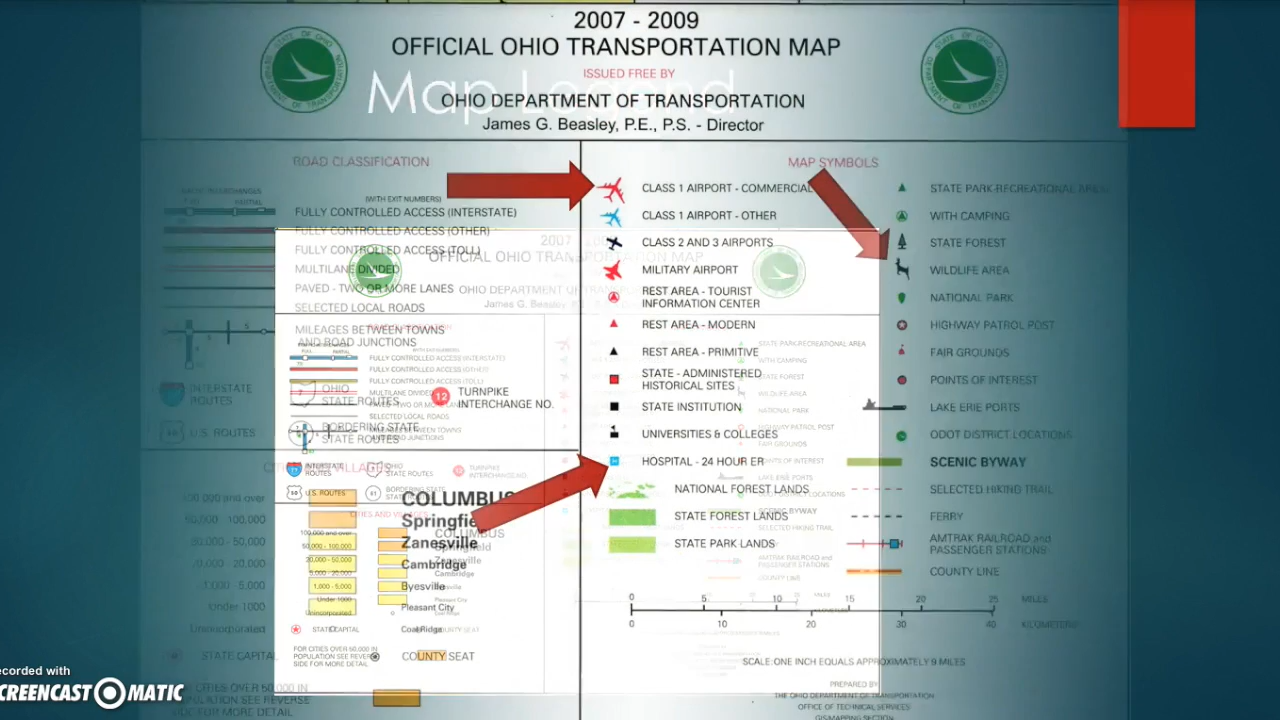 2007 - 2009
OFFICIAL OHIO TRANSPORTATION MAP
ISSUED FREE BY
Map Legend
OHIO DEPARTMENT OF TRANSPORTATION
James G. Beasley, P.E., P.S. - Director
ROAD CLASSIFICATION
(WITH EXIT NUMBERS)
FULLY CONTROLLED ACCESS (INTERSTATE)
FULLY CONTROLLED ACCESS (OTHER)
FULLY CONTROLLED ACCESS (TOLL)
MULTILANE DIVIDED
PAVED - TWO OR MORE LANES
SELECTED LOCAL ROADS
MILEAGES BETWEEN TOWNS
AND ROAD JUNCTIONS
INTERSTATE
ROUTES
OHIO
STATE ROUTES
12
TURNPIKE
INTERCHANGE NO.
U.S. ROUTES
BORDERING STATE
STATE ROUTES
100,000 and over
COLUMBUS
50,000 - 100,000
Springfield
20,000 - 50,000
Zanesville
5,000 - 20,000
Cambridge
1,000 - 5,000
Byesville
Under 1000
Pleasant City
Unincorporated
Coal Ridge
STATE CAPITAL
COUNTY SEAT
FOR CITIES OVER 50,000 IN
POPULATION SEE REVERSE
SIDE FOR MORE DETAIL
MAP SYMBOLS
CLASS 1 AIRPORT - COMMERCIAL
CLASS 1 AIRPORT - OTHER
CLASS 2 AND 3 AIRPORTS
MILITARY AIRPORT
REST AREA - TOURIST
INFORMATION CENTER
REST AREA - MODERN
REST AREA - PRIMITIVE
STATE - ADMINISTERED
HISTORICAL SITES
STATE INSTITUTION
UNIVERSITIES & COLLEGES
HOSPITAL - 24 HOUR ER
NATIONAL FOREST LANDS
STATE FOREST LANDS
STATE PARK LANDS
STATE PARK-RECREATIONAL AREA
WITH CAMPING
STATE FOREST
WILDLIFE AREA
NATIONAL PARK
HIGHWAY PATROL POST
FAIR GROUNDS
POINTS OF INTEREST
LAKE ERIE PORTS
ODOT DISTRICT LOCATIONS
SCENIC BYWAY
SELECTED HIKING TRAIL
FERRY
AMTRAK RAILROAD and
PASSENGER STATIONS
COUNTY LINE
0 5 10 15 20 25 MILES
0 10 20 30 40 KILOMETERS
SCALE: ONE INCH EQUALS APPROXIMATELY 9 MILES
PREPARED BY
THE OHIO DEPARTMENT OF TRANSPORTATION
OFFICE OF TECHNICAL SERVICES
GIS MAPPING SECTION
ecorded with
CREENCAST MATIC